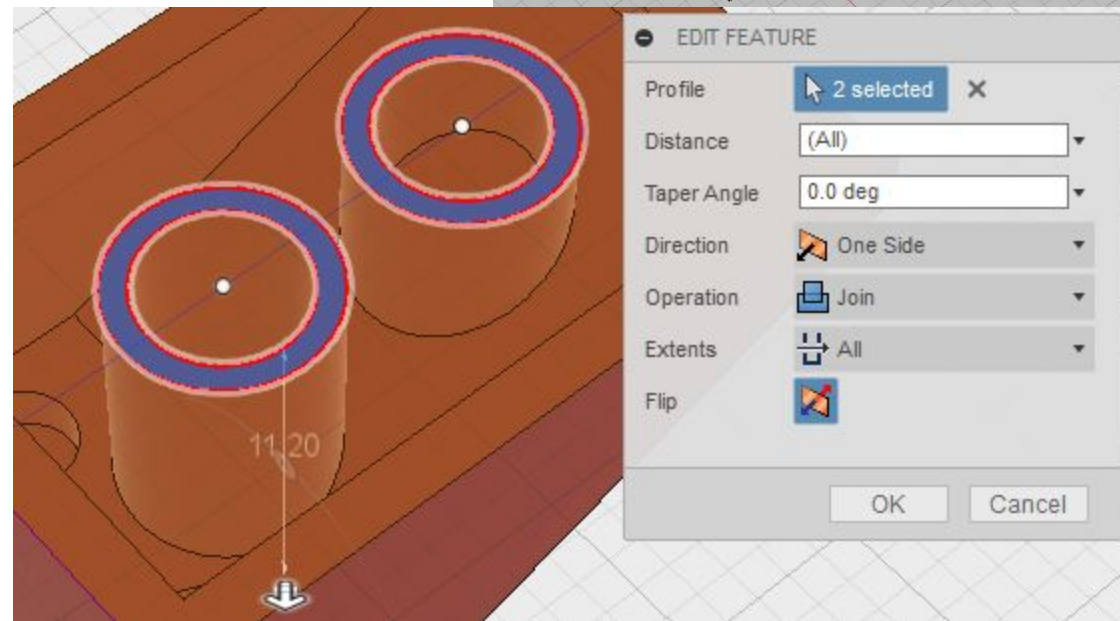 EDIT FEATURE
Profile 2 selected
Distance (All)
Taper Angle 0.0 deg
Direction One Side
Operation Join
Extents All
Flip
OK Cancel
11.20